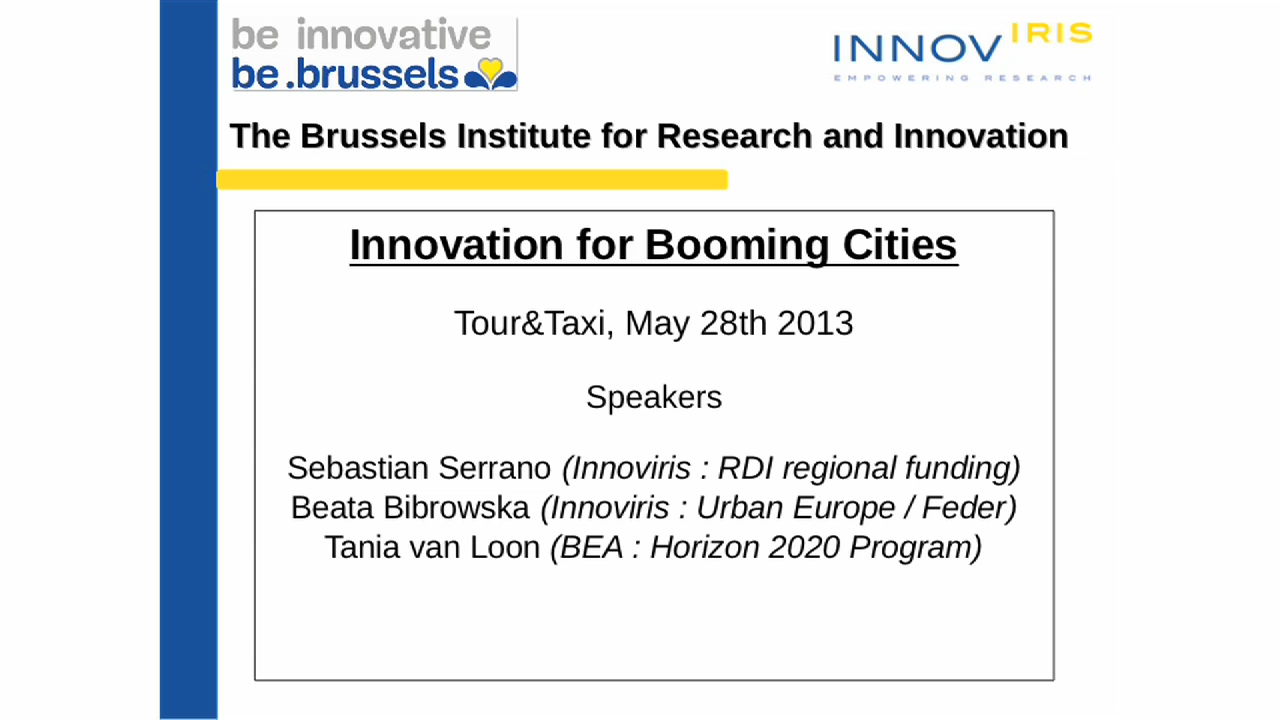 be innovative
be.brussels
INNOVIRIS
EMPOWERING RESEARCH
The Brussels Institute for Research and Innovation
Innovation for Booming Cities
Tour&Taxi, May 28th 2013
Speakers
Sebastian Serrano (Innoviris : RDI regional funding)
Beata Bibrowska (Innoviris : Urban Europe / Feder)
Tania van Loon (BEA : Horizon 2020 Program)